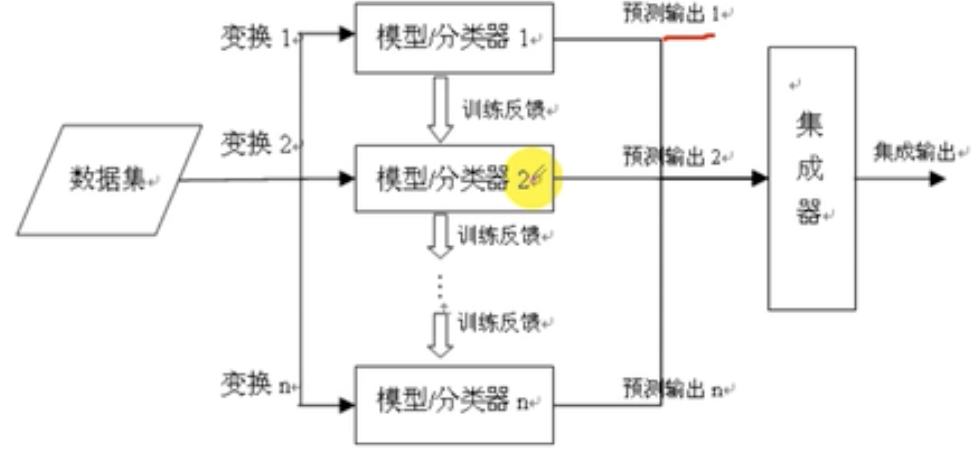 变换 1
模型/分类器 1
预测输出 1
训练反馈
数据集
变换 2
模型/分类器 2
预测输出 2
集成器
集成输出
训练反馈
⋮
训练反馈
变换 n
模型/分类器 n
预测输出 n